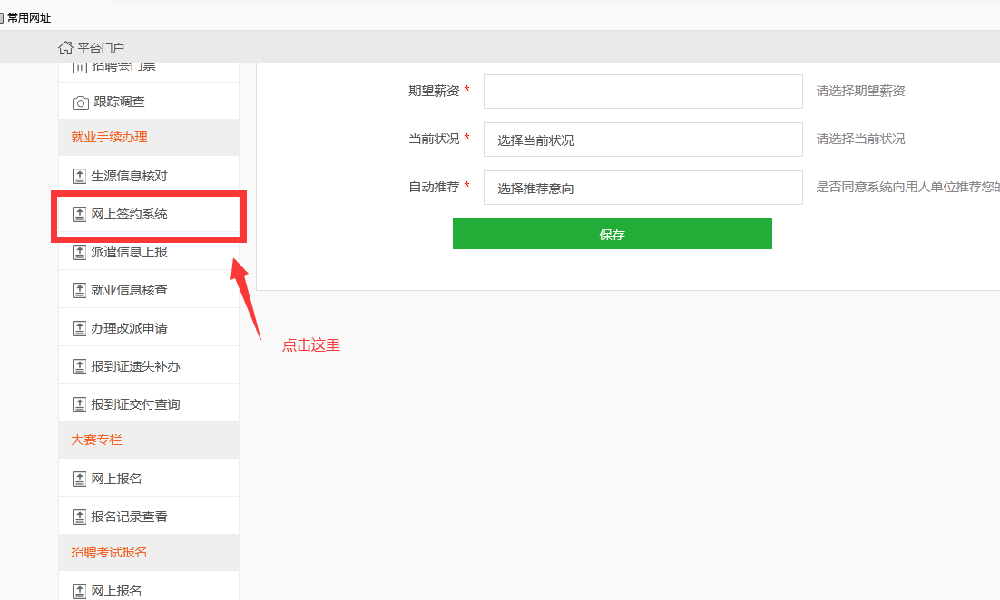 常用网址
平台门户
招聘会门票
跟踪调查
就业手续办理
生源信息核对
网上签约系统
派遣信息上报
就业信息核查
办理改派申请
报到证遗失补办
报到证交付查询
大赛专栏
网上报名
报名记录查看
招聘考试报名
网上报名
期望薪资 *
请选择期望薪资
当前状况 *
选择当前状况
请选择当前状况
自动推荐 *
选择推荐意向
是否同意系统向用人单位推荐您的
保存
点击这里